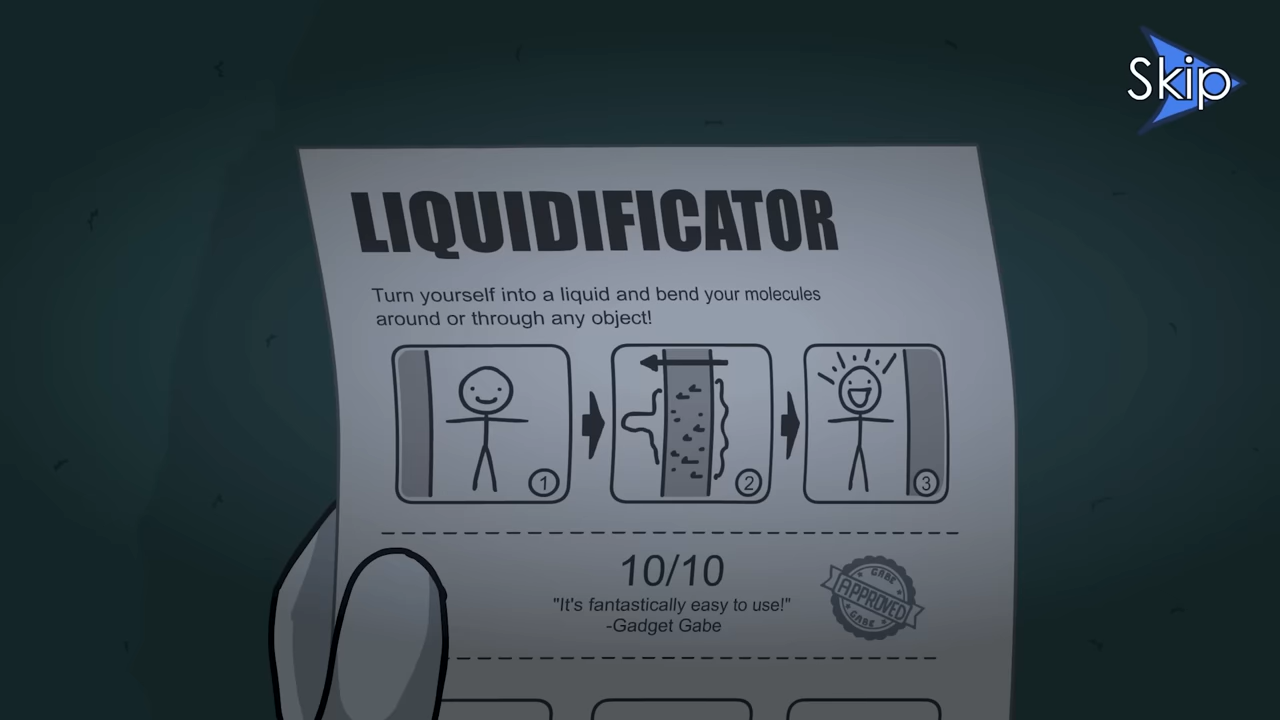 Skip
LIQUIDIFICATOR
Turn yourself into a liquid and bend your molecules
around or through any object!
1
2
3
10/10
"It's fantastically easy to use!"
-Gadget Gabe
GABE
APPROVED
GABE